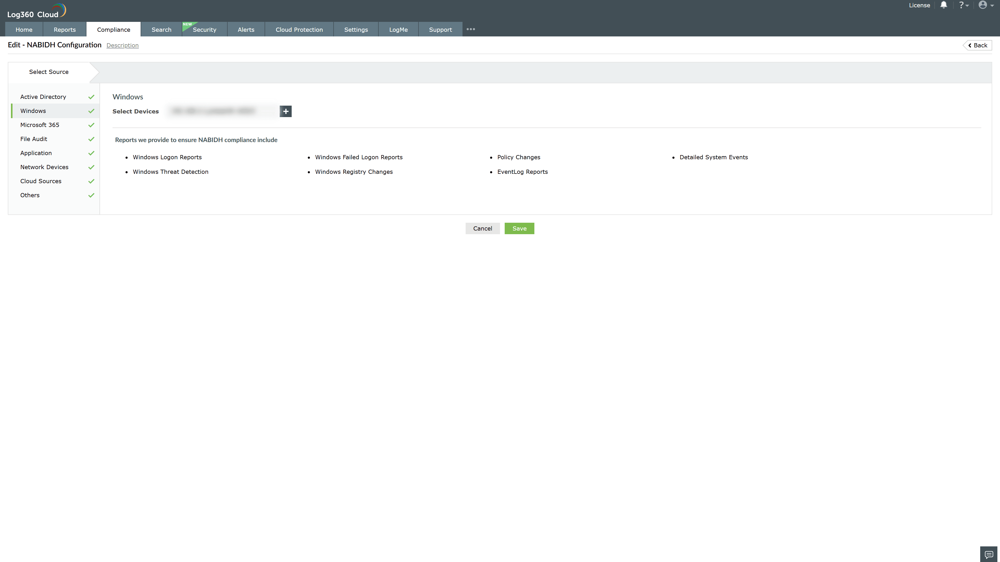 License
?
Log360 Cloud
Home Reports Compliance Search NEW Security Alerts Cloud Protection Settings LogMe Support •••
Edit - NABIDH Configuration Description
Back
Select Source
Active Directory
Windows
Microsoft 365
File Audit
Application
Network Devices
Cloud Sources
Others
Windows
Select Devices
Reports we provide to ensure NABIDH compliance include
• Windows Logon Reports • Windows Failed Logon Reports • Policy Changes • Detailed System Events
• Windows Threat Detection • Windows Registry Changes • EventLog Reports
Cancel Save